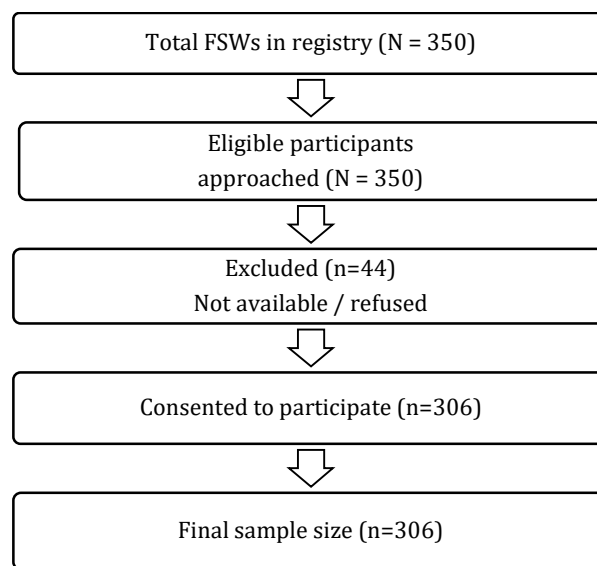 Total FSWs in registry (N = 350)
Eligible participants
approached (N = 350)
Excluded (n=44)
Not available / refused
Consented to participate (n=306)
Final sample size (n=306)